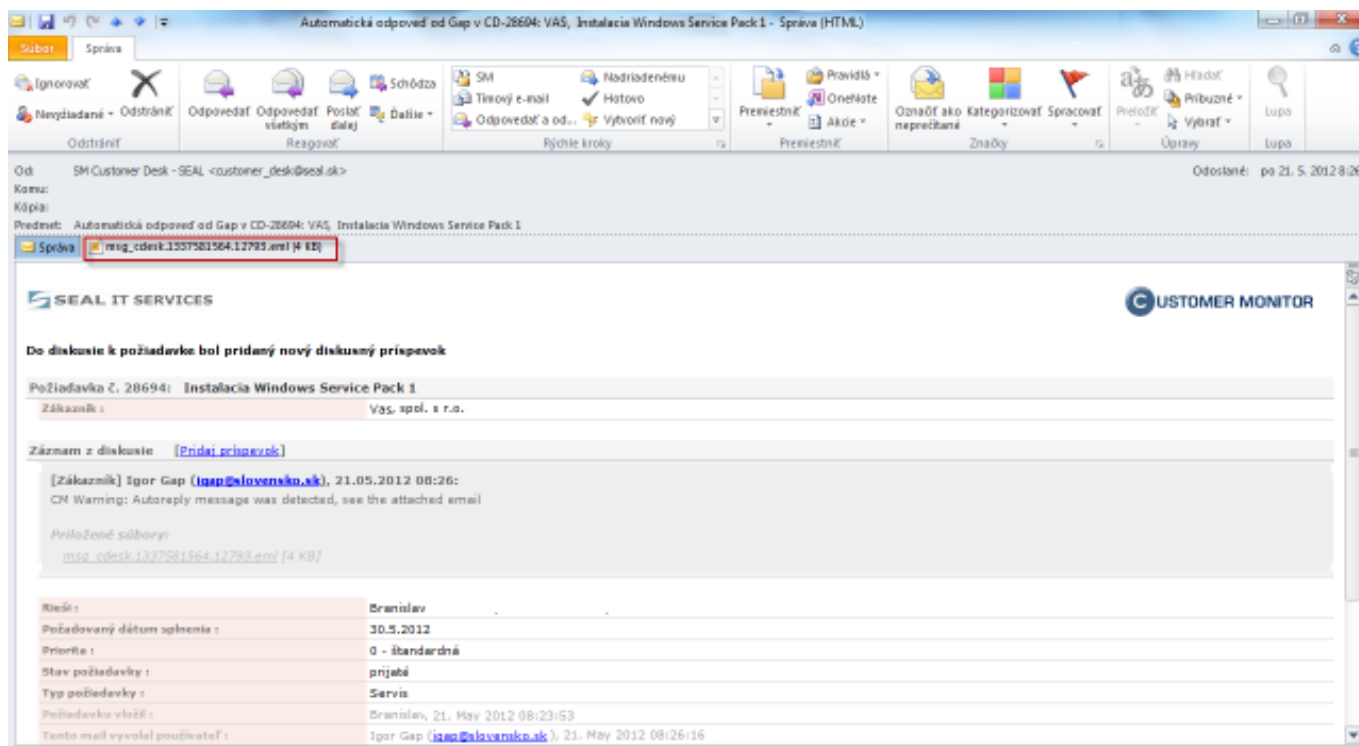 Automatická odpoveď od Gap v CD-28694: VAS, Instalacia Windows Service Pack 1 - Správa (HTML)
Súbor Správa
Ignorovať
Nevyžiadané Odstrániť
Odpovedať Odpovedať všetkým Poslať ďalej
Schôdza
Ďalšie
SM
Tímový e-mail
Odpovedať a od...
Nadriadenému
Hotovo
Vytvoriť nový
Premiestniť
Pravidlá
OneNote
Akcie
Označiť ako neprečítané Kategorizovať Spracovať
Preložiť
Hľadať
Príbuzné
Vybrať
Lupa
Odstrániť Reagovať Rýchle kroky Premiestniť Značky Úpravy Lupa
Od: SM Customer Desk - SEAL <customer_desk@seal.sk> Odoslané: po 21. 5. 2012 8:26
Komu:
Kópia:
Predmet: Automatická odpoveď od Gap v CD-28694: VAS, Instalacia Windows Service Pack 1
Správa msg_cdesk.1337581564.12793.eml (4 KB)
SEAL IT SERVICES CUSTOMER MONITOR
Do diskusie k požiadavke bol pridaný nový diskusný príspevok
Požiadavka č. 28694: Instalacia Windows Service Pack 1
Zákazník : Vas, spol. s r.o.
Záznam z diskusie [Pridaj príspevok]
[Zákazník] Igor Gap (igap@slovensko.sk), 21.05.2012 08:26:
CM Warning: Autoreply message was detected, see the attached email
Priložené súbory:
msg_cdesk.1337581564.12793.eml [4 KB]
Rieši : Branislav
Požadovaný dátum splnenia : 30.5.2012
Priorita : 0 - štandardná
Stav požiadavky : prijaté
Typ požiadavky : Servis
Požiadavku vložil : Branislav, 21. May 2012 08:23:53
Tento mail vyvolal používateľ : Igor Gap (igap@slovensko.sk), 21. May 2012 08:26:16